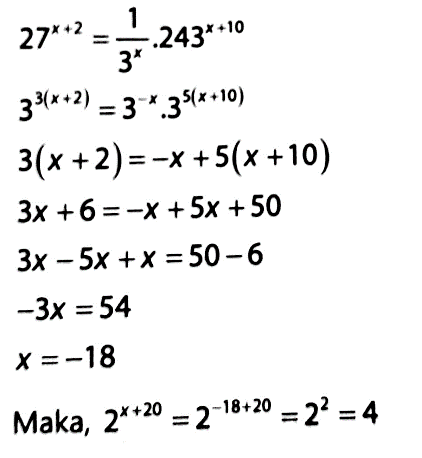 27^{x+2} = \frac{1}{3^x}.243^{x+10}
3^{3(x+2)} = 3^{-x}.3^{5(x+10)}
3(x + 2) = –x + 5(x + 10)
3x + 6 = –x + 5x + 50
3x – 5x + x = 50 – 6
–3x = 54
x = –18
Maka, 2^{x+20} = 2^{-18+20} = 2^2 = 4